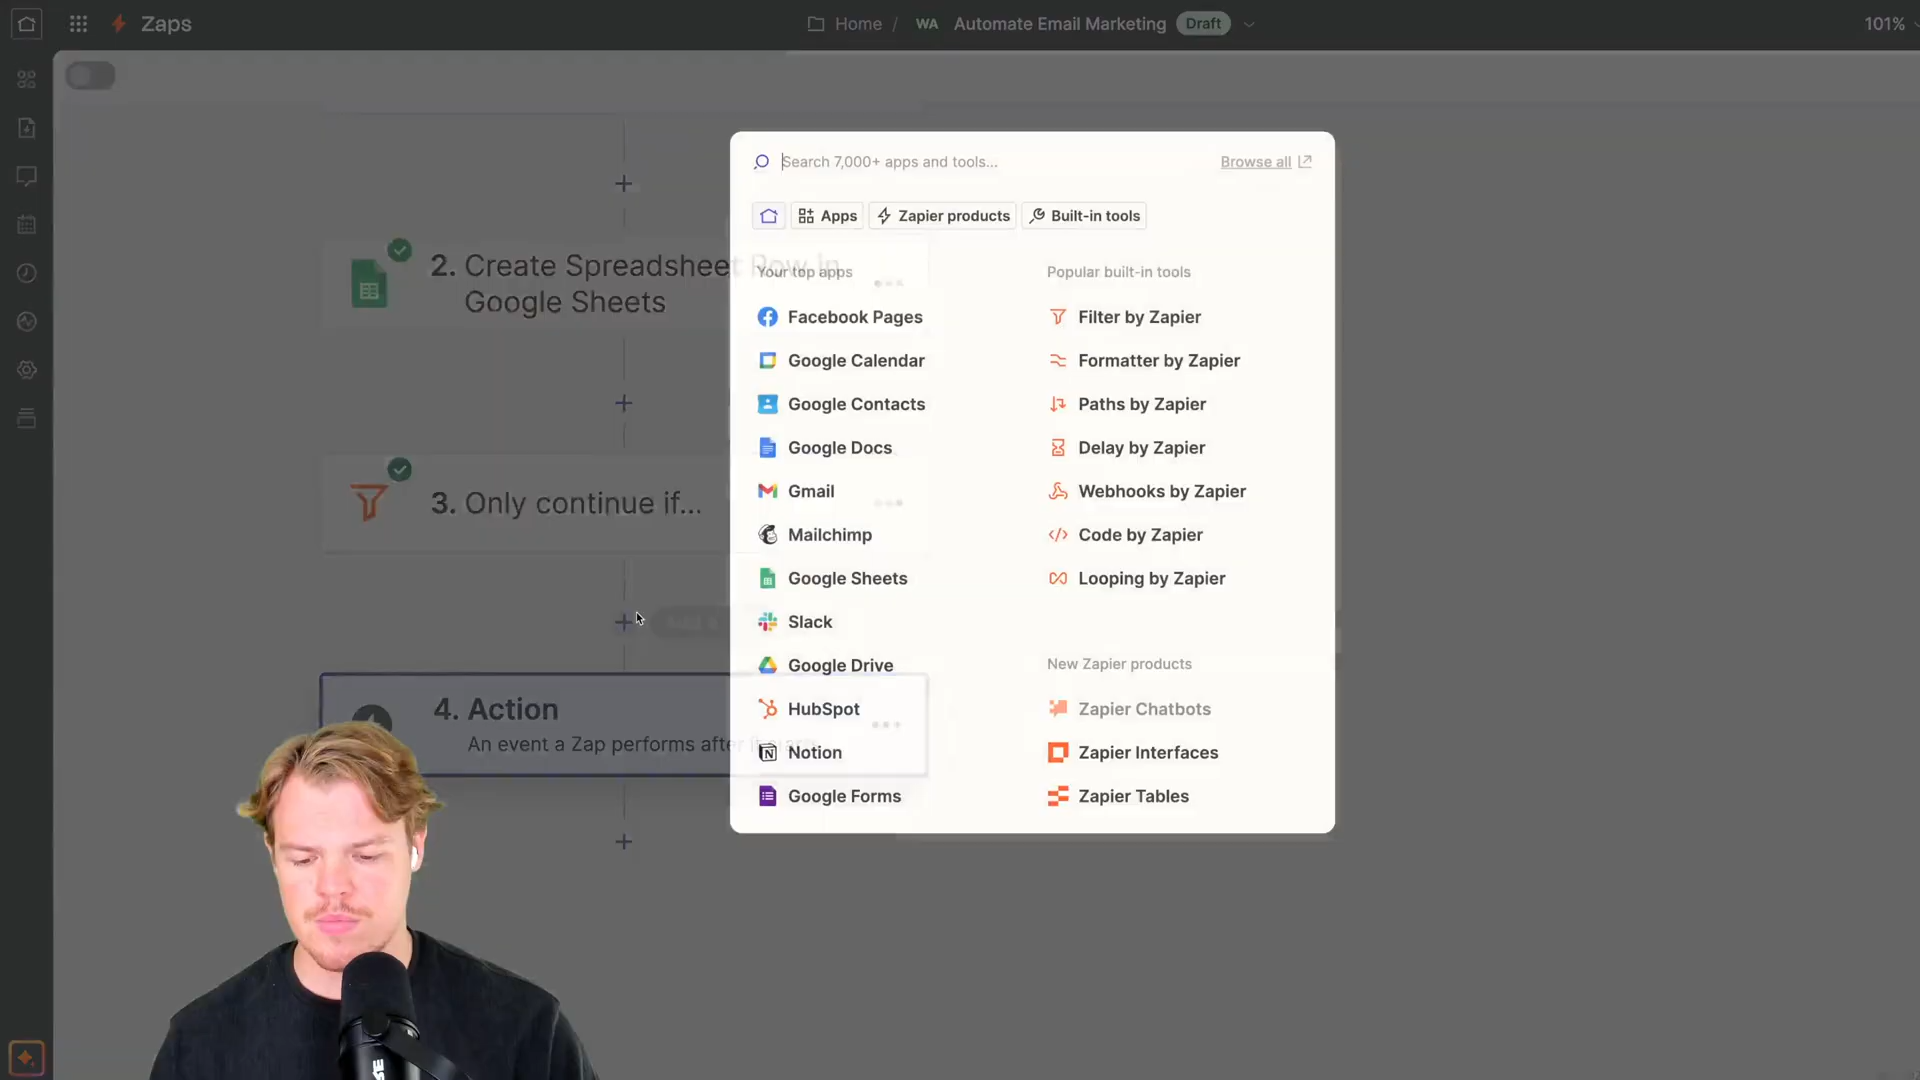 Zaps
Home / WA Automate Email Marketing Draft
101%
Search 7,000+ apps and tools...
Browse all
Apps
Zapier products
Built-in tools
2. Create Spreadsheet Row in
Google Sheets
3. Only continue if...
4. Action
An event a Zap performs after
Your top apps
Facebook Pages
Google Calendar
Google Contacts
Google Docs
Gmail
Mailchimp
Google Sheets
Slack
Google Drive
HubSpot
Notion
Google Forms
Popular built-in tools
Filter by Zapier
Formatter by Zapier
Paths by Zapier
Delay by Zapier
Webhooks by Zapier
Code by Zapier
Looping by Zapier
New Zapier products
Zapier Chatbots
Zapier Interfaces
Zapier Tables